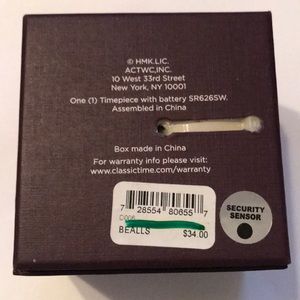 © HMK.LIC.
ACTWC,INC.
10 West 33rd Street
New York, NY 10001
One (1) Timepiece with battery SR626SW.
Assembled in China
Box made in China
For warranty info please visit:
www.classictime.com/warranty
7 28554 80655 7
D006
BEALLS
$34.00
SECURITY
SENSOR